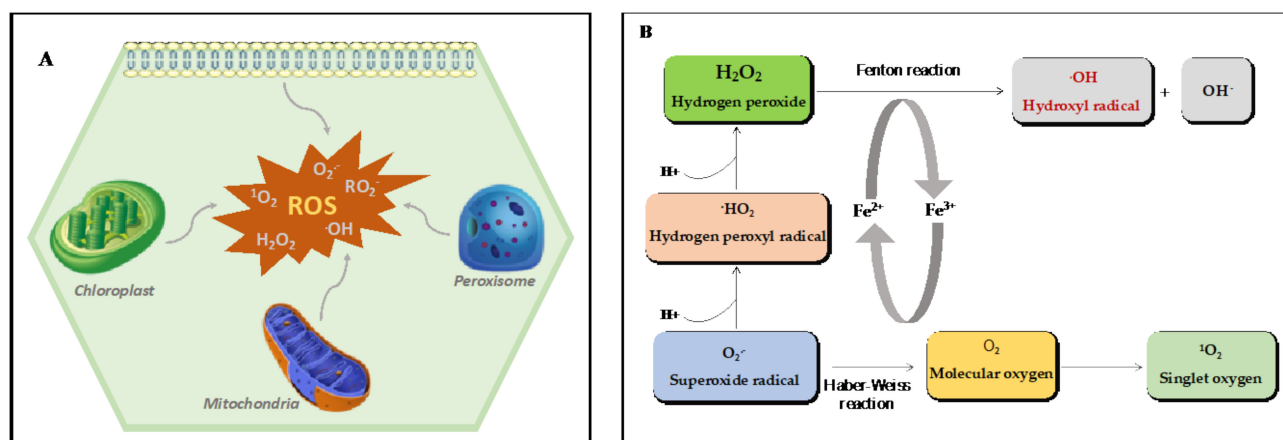 A
O₂·⁻
¹O₂
RO₂⁻
ROS
·OH
H₂O₂
Chloroplast
Peroxisome
Mitochondria
B
H₂O₂
Hydrogen peroxide
Fenton reaction
·OH
Hydroxyl radical
+
OH⁻
H+
·HO₂
Hydrogen peroxyl radical
Fe²⁺
Fe³⁺
H+
O₂·⁻
Superoxide radical
Haber-Weiss
reaction
O₂
Molecular oxygen
¹O₂
Singlet oxygen